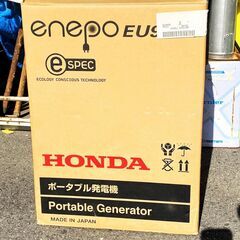 enepo EU9
e SPEC
ECOLOGY CONSCIOUS TECHNOLOGY
HONDA
ポータブル発電機
Portable Generator
MADE IN JAPAN